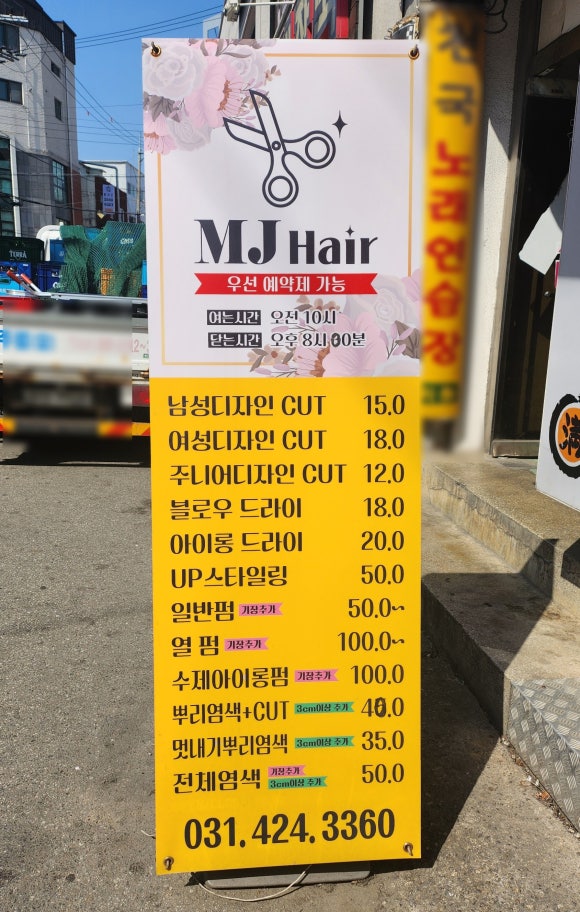 MJ Hair
우선 예약제 가능
여는시간 오전 10시
닫는시간 오후 8시 00분
남성디자인 CUT 15.0
여성디자인 CUT 18.0
주니어디자인 CUT 12.0
블로우 드라이 18.0
아이롱 드라이 20.0
UP스타일링 50.0
일반펌 기장추가 50.0~
열 펌 기장추가 100.0~
수제아이롱펌 기장추가 100.0
뿌리염색+CUT 3cm이상 추가
멋내기뿌리염색 3cm이상 추가 35.0
전체염색 기장추가 3cm이상 추가 50.0
031.424.3360
전국노래연습장